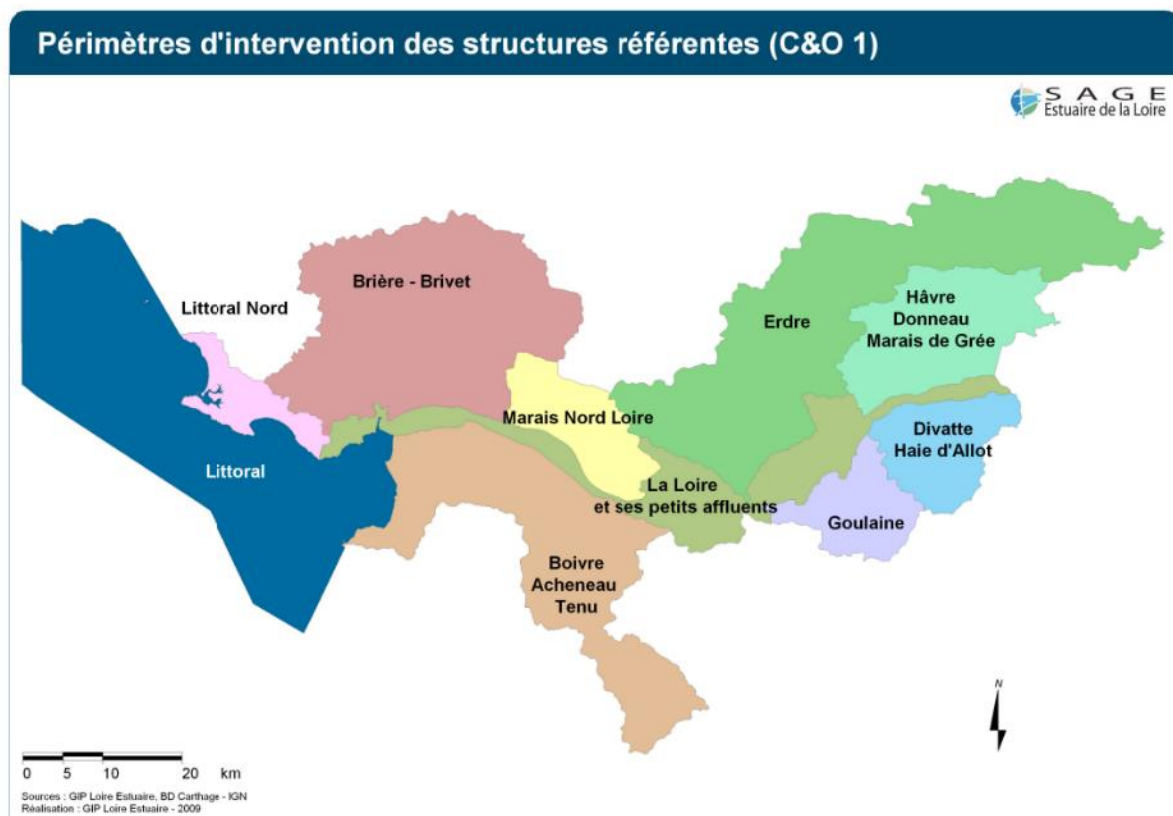 Périmètres d'intervention des structures référentes (C&O 1)
SAGE
Estuaire de la Loire
Brière - Brivet
Littoral Nord
Hâvre
Donneau
Marais de Grée
Erdre
Marais Nord Loire
Divatte
Haie d'Allot
Littoral
La Loire
et ses petits affluents
Goulaine
Boivre
Acheneau
Tenu
N
0 5 10 20 km
Sources : GIP Loire Estuaire, BD Carthage - IGN
Réalisation : GIP Loire Estuaire - 2009